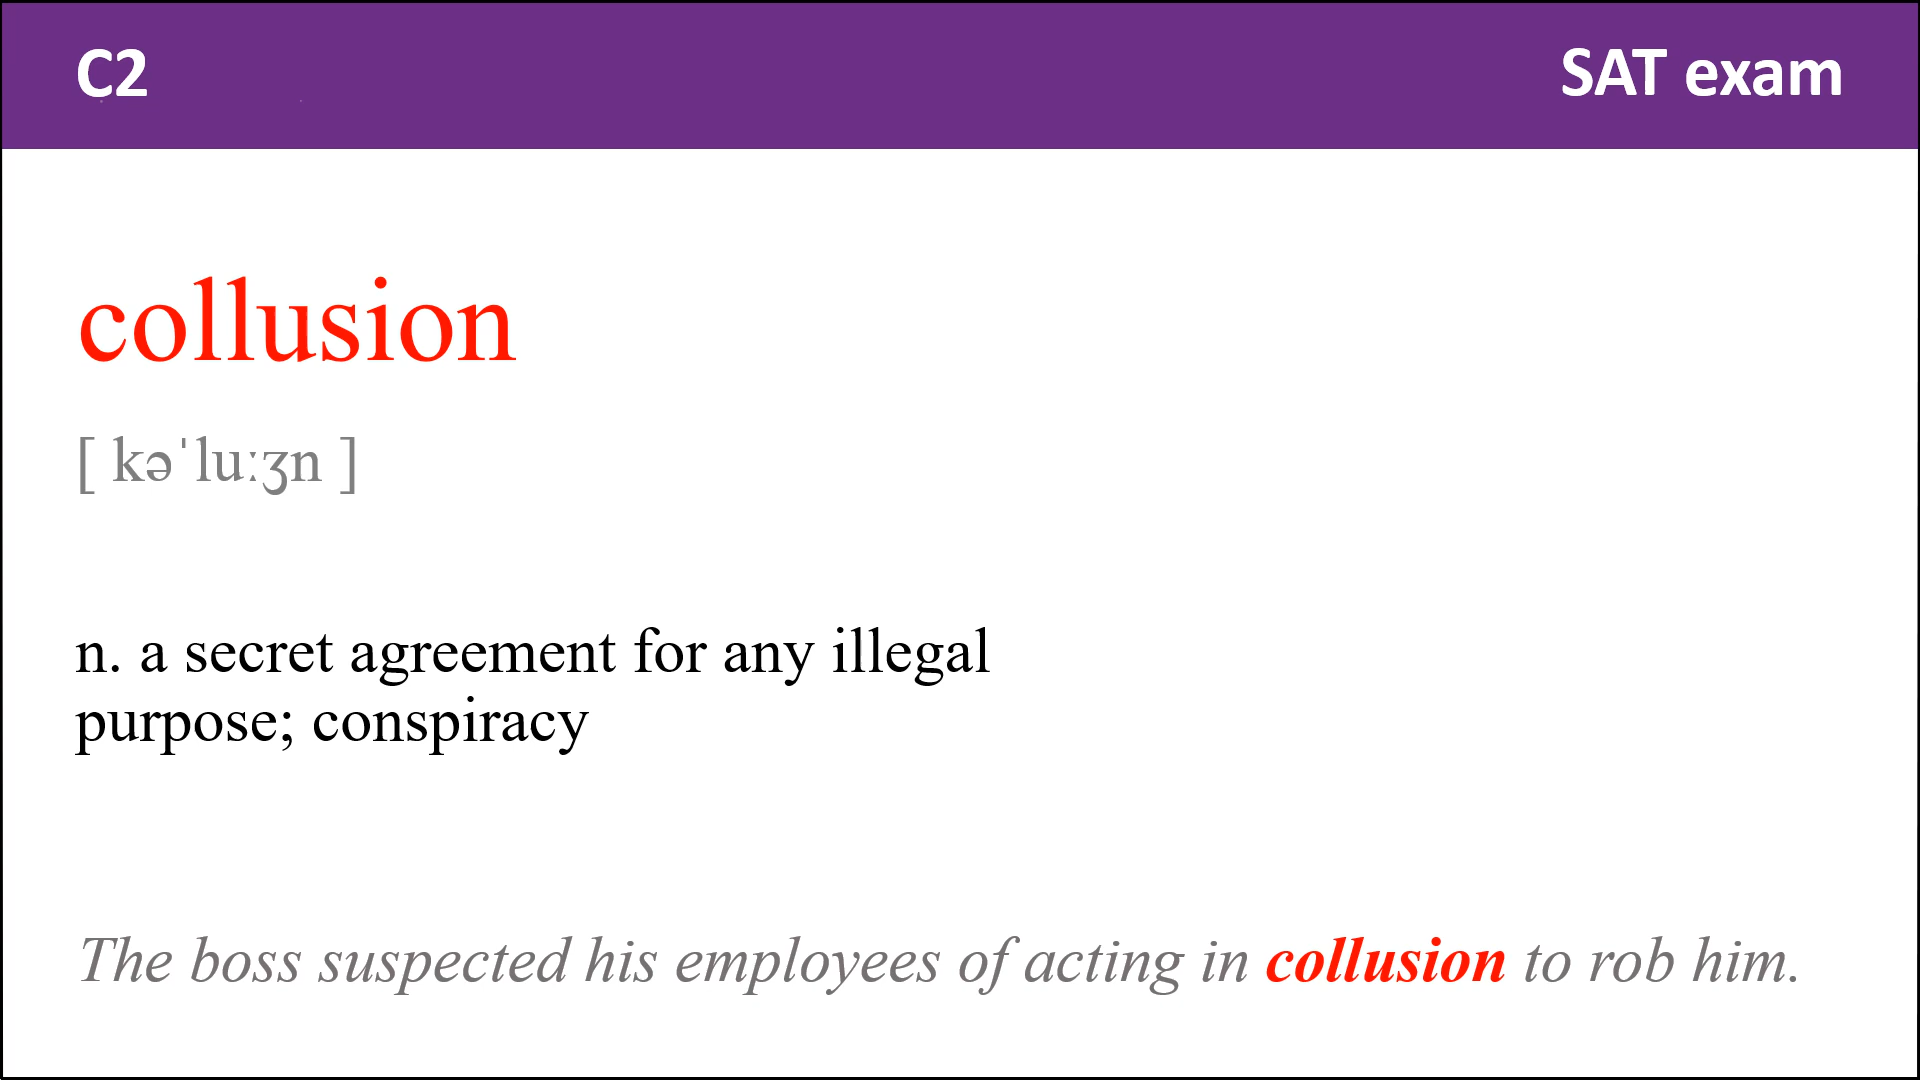 C2
SAT exam
collusion
[ kəˈluːʒn ]
n. a secret agreement for any illegal
purpose; conspiracy
The boss suspected his employees of acting in collusion to rob him.